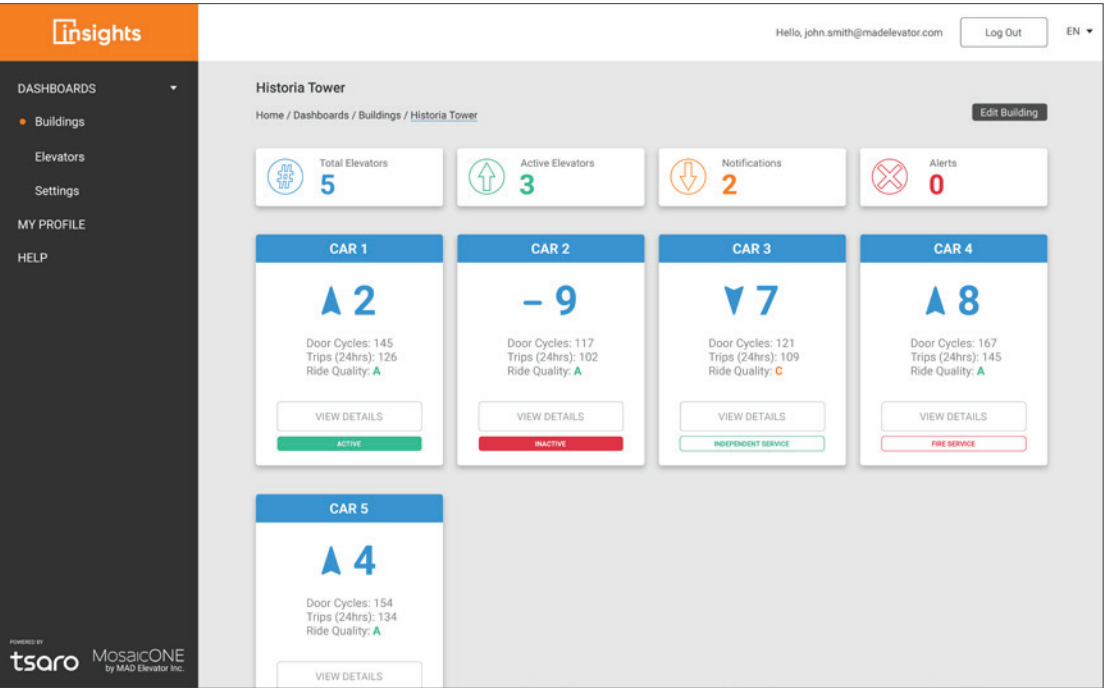 insights
Hello, john.smith@madelevator.com
Log Out
EN
DASHBOARDS
Buildings
Elevators
Settings
MY PROFILE
HELP
Historia Tower
Home / Dashboards / Buildings / Historia Tower
Edit Building
Total Elevators
5
Active Elevators
3
Notifications
2
Alerts
0
CAR 1
2
Door Cycles: 145
Trips (24hrs): 126
Ride Quality: A
VIEW DETAILS
ACTIVE
CAR 2
– 9
Door Cycles: 117
Trips (24hrs): 102
Ride Quality: A
VIEW DETAILS
INACTIVE
CAR 3
7
Door Cycles: 121
Trips (24hrs): 109
Ride Quality: C
VIEW DETAILS
INDEPENDENT SERVICE
CAR 4
8
Door Cycles: 167
Trips (24hrs): 145
Ride Quality: A
VIEW DETAILS
FIRE SERVICE
CAR 5
4
Door Cycles: 154
Trips (24hrs): 134
Ride Quality: A
VIEW DETAILS
POWERED BY
tsaro
MosaicONE
by MAD Elevator Inc.